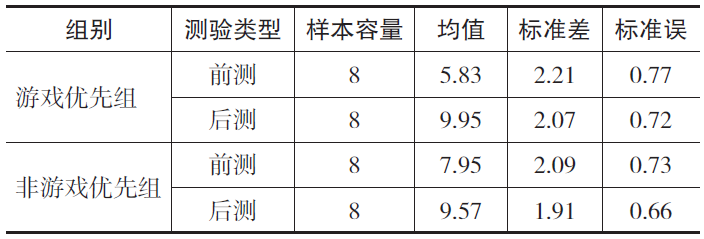 组别 测验类型 样本容量 均值 标准差 标准误
游戏优先组 前测 8 5.83 2.21 0.77
后测 8 9.95 2.07 0.72
非游戏优先组 前测 8 7.95 2.09 0.73
后测 8 9.57 1.91 0.66